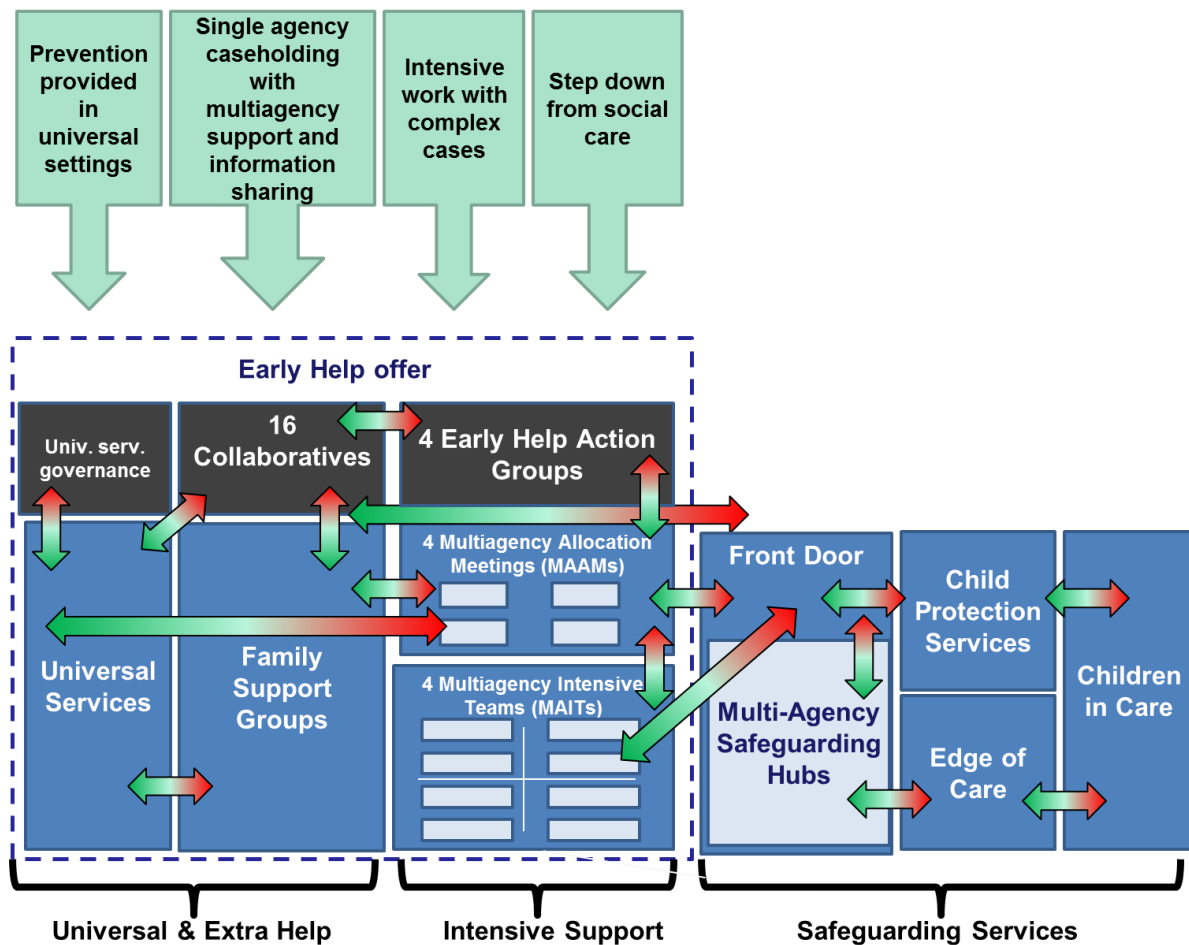 Prevention
provided
in
universal
settings
Single agency
caseholding
with
multiagency
support and
information
sharing
Intensive
work with
complex
cases
Step down
from social
care
Early Help offer
Univ. serv.
governance
16
Collaboratives
4 Early Help Action
Groups
4 Multiagency Allocation
Meetings (MAAMs)
Front Door
Child
Protection
Services
Universal
Services
Family
Support
Groups
4 Multiagency Intensive
Teams (MAITs)
Multi-Agency
Safeguarding
Hubs
Edge of
Care
Children
in Care
Universal & Extra Help
Intensive Support
Safeguarding Services